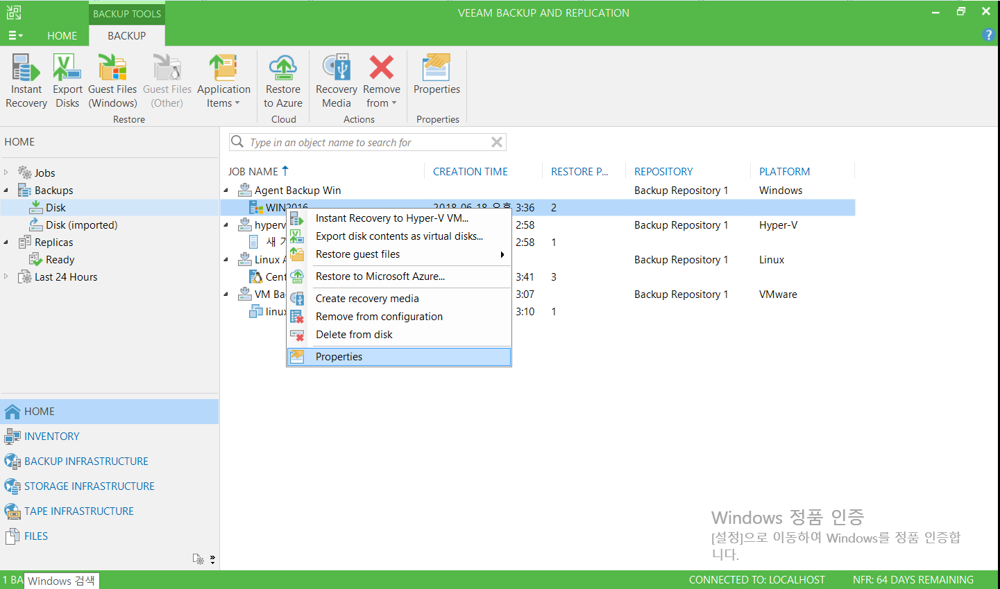 BACKUP TOOLS
VEEAM BACKUP AND REPLICATION
HOME
BACKUP
?
Instant Recovery
Export Disks
Guest Files (Windows)
Guest Files (Other)
Application Items
Restore
Restore to Azure
Cloud
Recovery Media
Remove from
Actions
Properties
Properties
HOME
Jobs
Backups
Disk
Disk (imported)
Replicas
Ready
Last 24 Hours
Type in an object name to search for
JOB NAME CREATION TIME RESTORE P... REPOSITORY PLATFORM
Agent Backup Win Backup Repository 1 Windows
WIN2016 2018-06-18 오후 3:36 2
hyperv 2:58 Backup Repository 1 Hyper-V
새 2:58 1
Linux A 3:41 Backup Repository 1 Linux
Cent 3:41 3
VM Ba 3:07 Backup Repository 1 VMware
linux 3:10 1
Instant Recovery to Hyper-V VM...
Export disk contents as virtual disks...
Restore guest files
Restore to Microsoft Azure...
Create recovery media
Remove from configuration
Delete from disk
Properties
HOME
INVENTORY
BACKUP INFRASTRUCTURE
STORAGE INFRASTRUCTURE
TAPE INFRASTRUCTURE
FILES
Windows 정품 인증
[설정]으로 이동하여 Windows를 정품 인증합
니다.
1 BA
Windows 검색
CONNECTED TO: LOCALHOST
NFR: 64 DAYS REMAINING